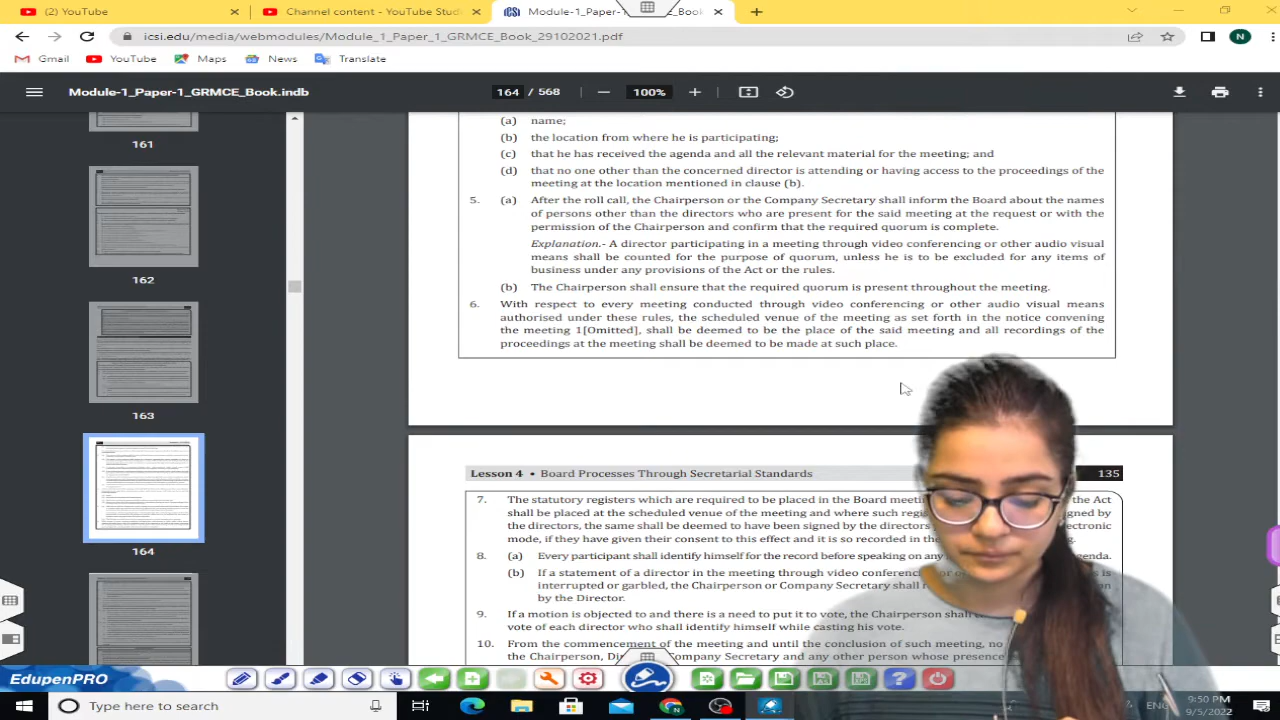 (2) YouTube
Channel content - YouTube Stud
Module-1_Paper-1_GRMCE_Book
icsi.edu/media/webmodules/Module_1_Paper_1_GRMCE_Book_29102021.pdf
N
Gmail YouTube Maps News Translate
Module-1_Paper-1_GRMCE_Book.indb
164 / 568
100%
161
162
163
164
(a) name;
(b) the location from where he is participating;
(c) that he has received the agenda and all the relevant material for the meeting; and
(d) that no one other than the concerned director is attending or having access to the proceedings of the
meeting at the location mentioned in clause (b).
5. (a) After the roll call, the Chairperson or the Company Secretary shall inform the Board about the names
of persons other than the directors who are present for the said meeting at the request or with the
permission of the Chairperson and confirm that the required quorum is complete.
Explanation.- A director participating in a meeting through video conferencing or other audio visual
means shall be counted for the purpose of quorum, unless he is to be excluded for any items of
business under any provisions of the Act or the rules.
(b) The Chairperson shall ensure that the required quorum is present throughout the meeting.
6. With respect to every meeting conducted through video conferencing or other audio visual means
authorised under these rules, the scheduled venue of the meeting as set forth in the notice convening
the meeting 1[Omitted], shall be deemed to be the place of the said meeting and all recordings of the
proceedings at the meeting shall be deemed to be made at such place.
Lesson 4 • Board Processes Through Secretarial Standards 135
7. The statutory registers which are required to be placed in the Board the Act
shall be placed at the scheduled venue of the meeting and where such igned by
the directors, the same shall be deemed to have been signed by the directors ectronic
mode, if they have given their consent to this effect and it is so recorded in the
8. (a) Every participant shall identify himself for the record before speaking on any genda.
(b) If a statement of a director in the meeting through video is
interrupted or garbled, the Chairperson or Company Secretary shall
by the Director.
9. If a motion is objected to and there is a need to put it to vote, the Chairperson
vote of each director who shall identify himself while casting his vote.
10. From the commencement of the meeting and until the conclusion of such meeting, no
the Chairperson, Company Secretary and any other person whose presence
EdupenPRO
Type here to search
ENG
9:50 PM
9/5/2022